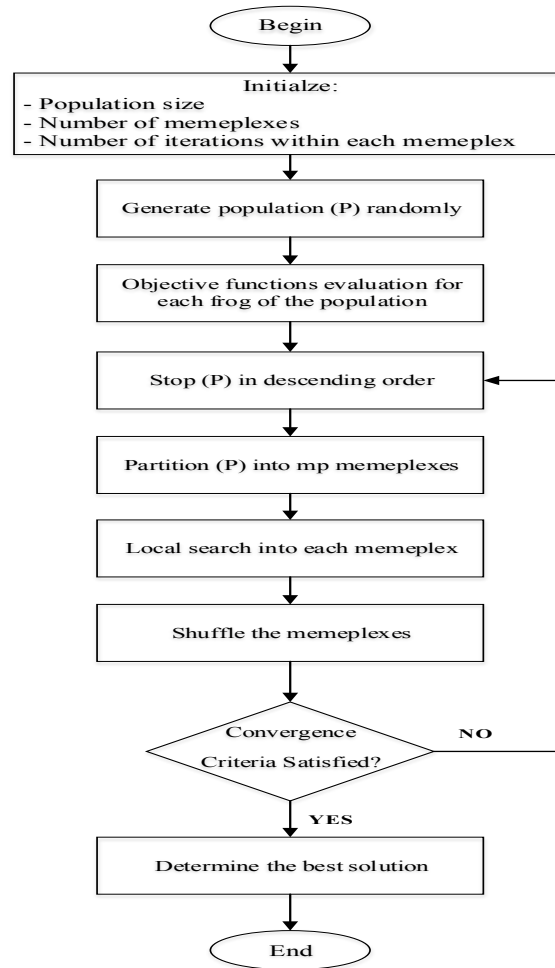 Begin
Initialze:
- Population size
- Number of memeplexes
- Number of iterations within each memeplex
Generate population (P) randomly
Objective functions evaluation for
each frog of the population
Stop (P) in descending order
Partition (P) into mp memeplexes
Local search into each memeplex
Shuffle the memeplexes
Convergence
Criteria Satisfied?
NO
YES
Determine the best solution
End